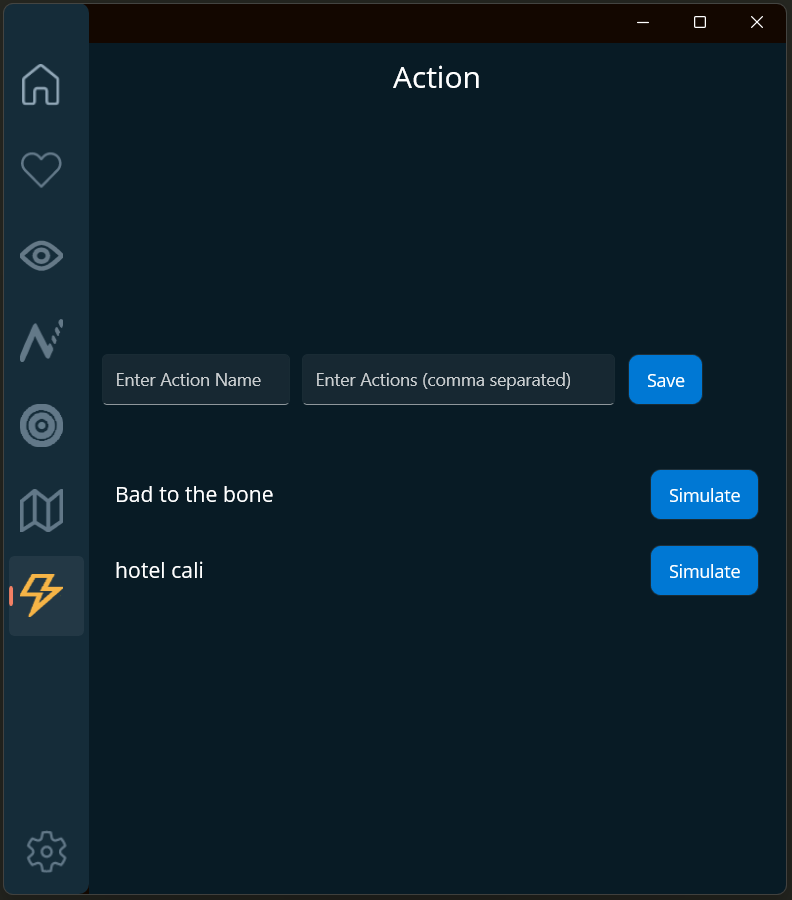 Action
Enter Action Name Enter Actions (comma separated) Save
Bad to the bone Simulate
hotel cali Simulate